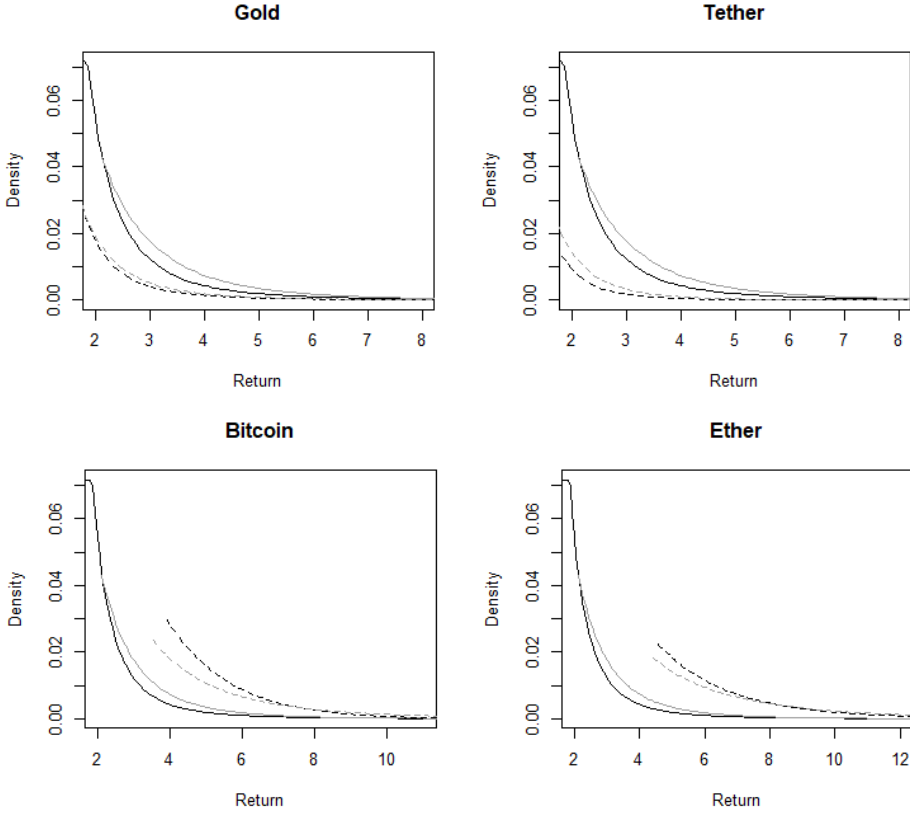 Gold
Density
0.00 0.02 0.04 0.06
2 3 4 5 6 7 8
Return
Tether
Density
0.00 0.02 0.04 0.06
2 3 4 5 6 7 8
Return
Bitcoin
Density
0.00 0.02 0.04 0.06
2 4 6 8 10
Return
Ether
Density
0.00 0.02 0.04 0.06
2 4 6 8 10 12
Return